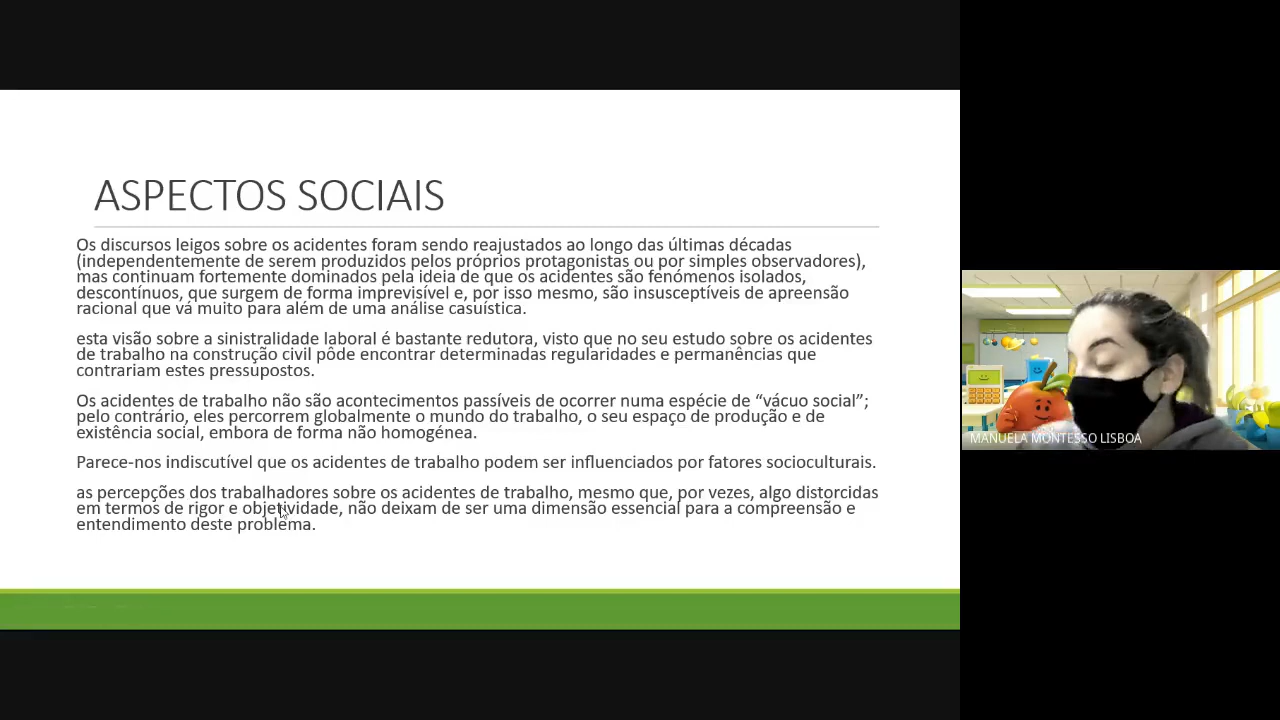 ASPECTOS SOCIAIS
Os discursos leigos sobre os acidentes foram sendo reajustados ao longo das últimas décadas
(independentemente de serem produzidos pelos próprios protagonistas ou por simples observadores),
mas continuam fortemente dominados pela ideia de que os acidentes são fenómenos isolados,
descontínuos, que surgem de forma imprevisível e, por isso mesmo, são insusceptíveis de apreensão
racional que vá muito para além de uma análise casuística.
esta visão sobre a sinistralidade laboral é bastante redutora, visto que no seu estudo sobre os acidentes
de trabalho na construção civil pôde encontrar determinadas regularidades e permanências que
contrariam estes pressupostos.
Os acidentes de trabalho não são acontecimentos passíveis de ocorrer numa espécie de “vácuo social”;
pelo contrário, eles percorrem globalmente o mundo do trabalho, o seu espaço de produção e de
existência social, embora de forma não homogénea.
Parece-nos indiscutível que os acidentes de trabalho podem ser influenciados por fatores socioculturais.
as percepções dos trabalhadores sobre os acidentes de trabalho, mesmo que, por vezes, algo distorcidas
em termos de rigor e objetividade, não deixam de ser uma dimensão essencial para a compreensão e
entendimento deste problema.
MANUELA MONTESSO LISBOA